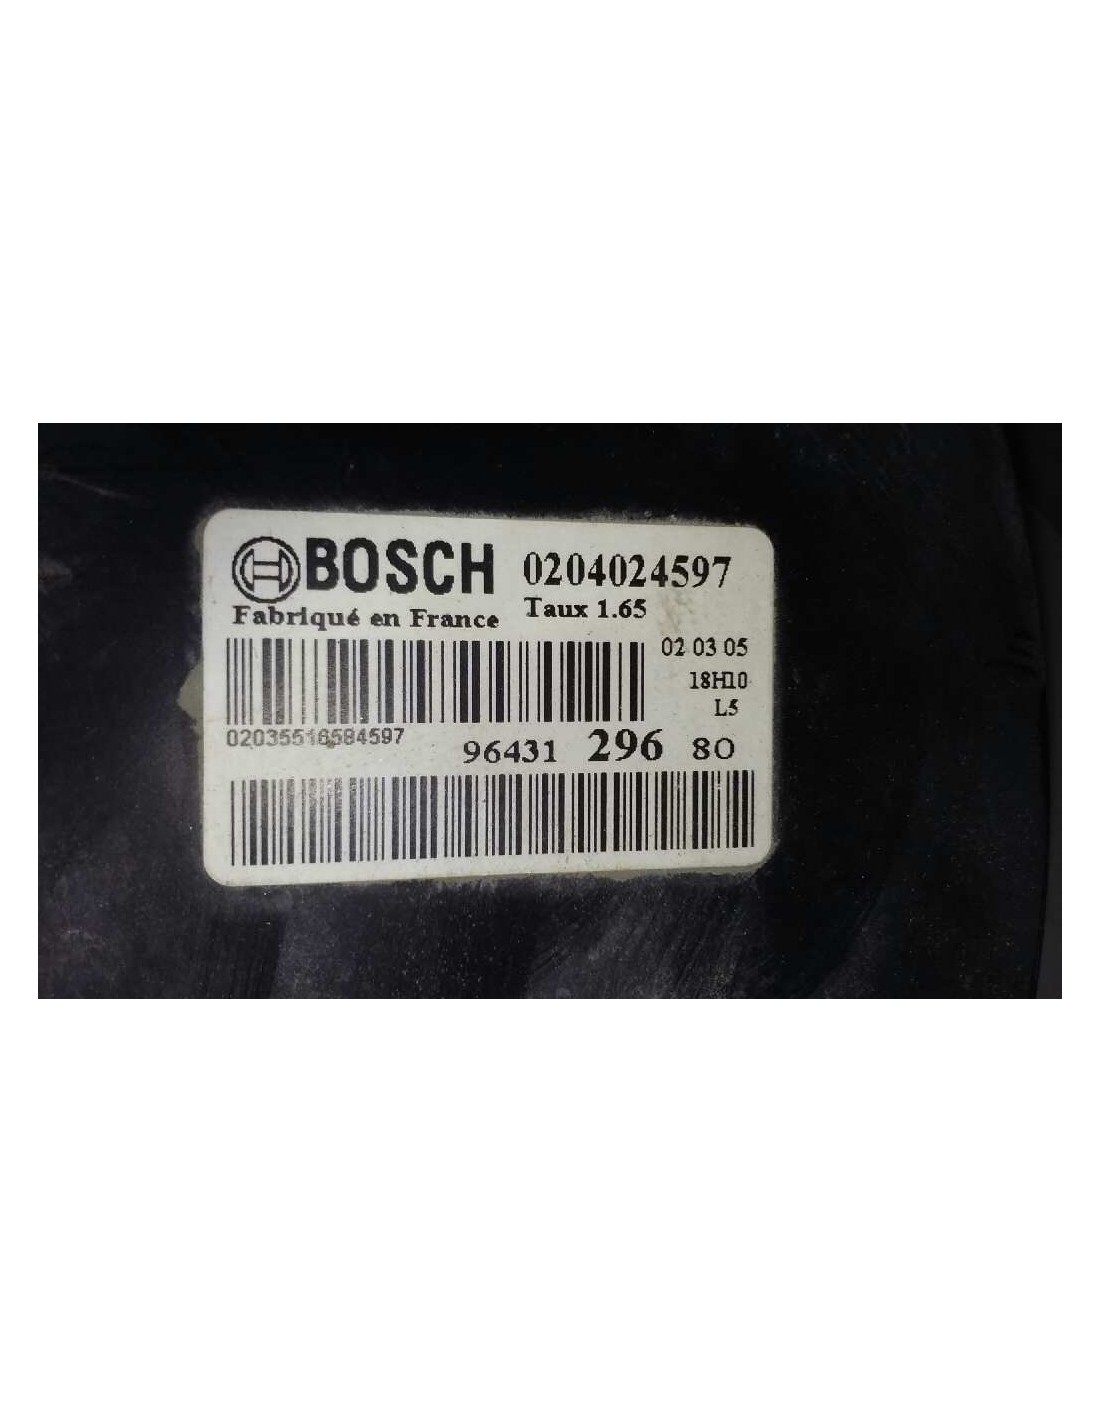 BOSCH 0204024597
Fabriqué en France Taux 1.65
02 03 05
18H10
L5
02035516584597
96431 296 80